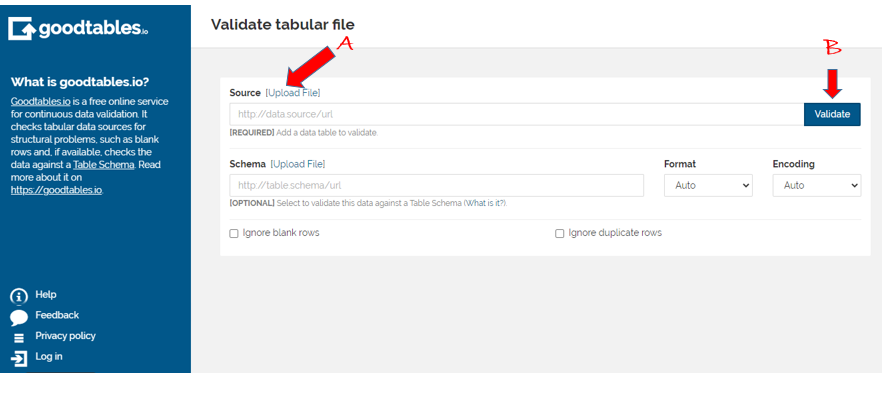 goodtables.io
Validate tabular file
A
B
What is goodtables.io?
Goodtables.io is a free online service
for continuous data validation. It
checks tabular data sources for
structural problems, such as blank
rows and, if available, checks the
data against a Table Schema. Read
more about it on
https://goodtables.io.
Source [Upload File]
http://data.source/url
Validate
[REQUIRED] Add a data table to validate.
Schema [Upload File]
Format
Encoding
http://table.schema/url
Auto
Auto
[OPTIONAL] Select to validate this data against a Table Schema (What is it?)
Ignore blank rows
Ignore duplicate rows
Help
Feedback
Privacy policy
Log in